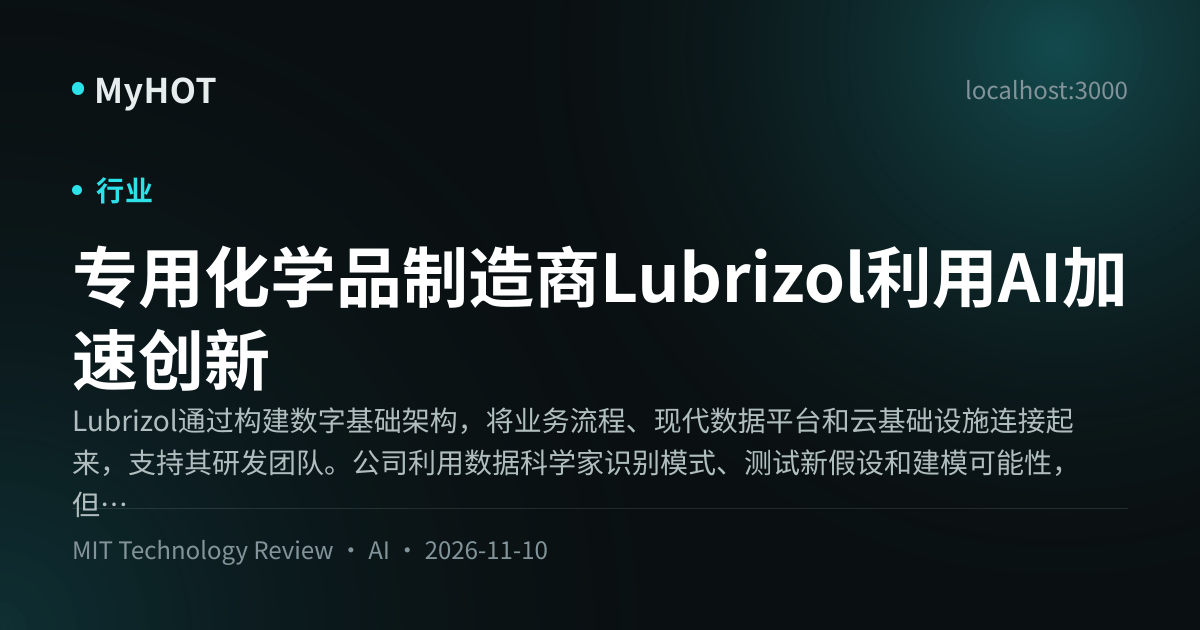 MyHOT
localhost:3000
行业
专用化学品制造商Lubrizol利用AI加
速创新
Lubrizol通过构建数字基础架构，将业务流程、现代数据平台和云基础设施连接起
来，支持其研发团队。公司利用数据科学家识别模式、测试新假设和建模可能性，
但…
MIT Technology Review • AI • 2026-11-10